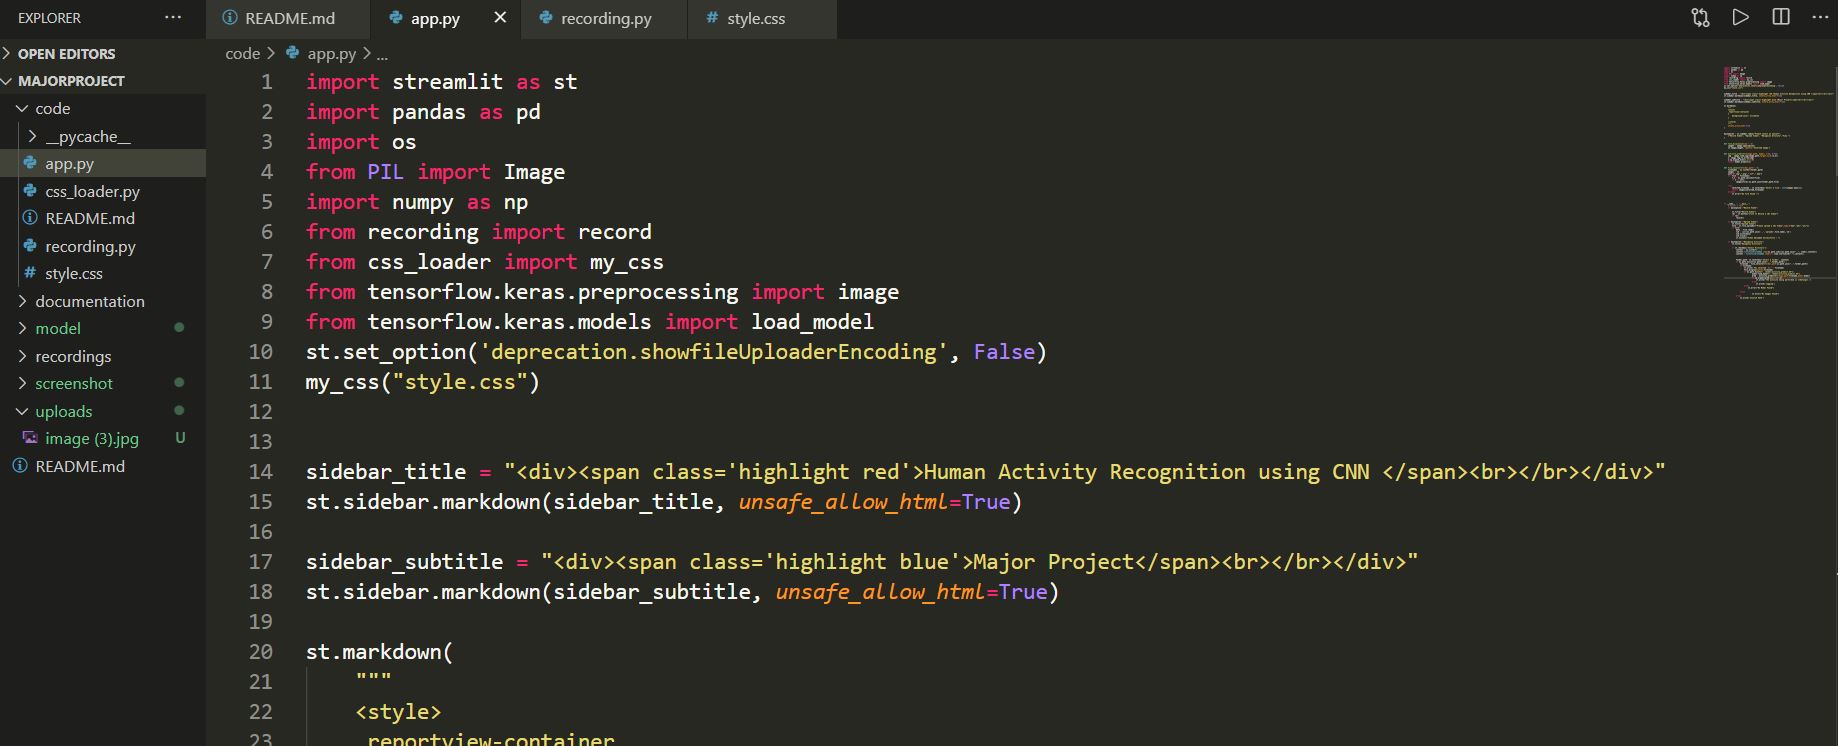 EXPLORER
OPEN EDITORS
MAJORPROJECT
code
__pycache__
app.py
css_loader.py
README.md
recording.py
style.css
documentation
model
recordings
screenshot
uploads
image (3).jpg U
README.md
README.md app.py recording.py style.css
code > app.py > ...
1 import streamlit as st
2 import pandas as pd
3 import os
4 from PIL import Image
5 import numpy as np
6 from recording import record
7 from css_loader import my_css
8 from tensorflow.keras.preprocessing import image
9 from tensorflow.keras.models import load_model
10 st.set_option('deprecation.showfileUploaderEncoding', False)
11 my_css("style.css")
12
13
14 sidebar_title = "<div><span class='highlight red'>Human Activity Recognition using CNN </span><br></br></div>"
15 st.sidebar.markdown(sidebar_title, unsafe_allow_html=True)
16
17 sidebar_subtitle = "<div><span class='highlight blue'>Major Project</span><br></br></div>"
18 st.sidebar.markdown(sidebar_subtitle, unsafe_allow_html=True)
19
20 st.markdown(
21 """
22 <style>
23 reportview-container